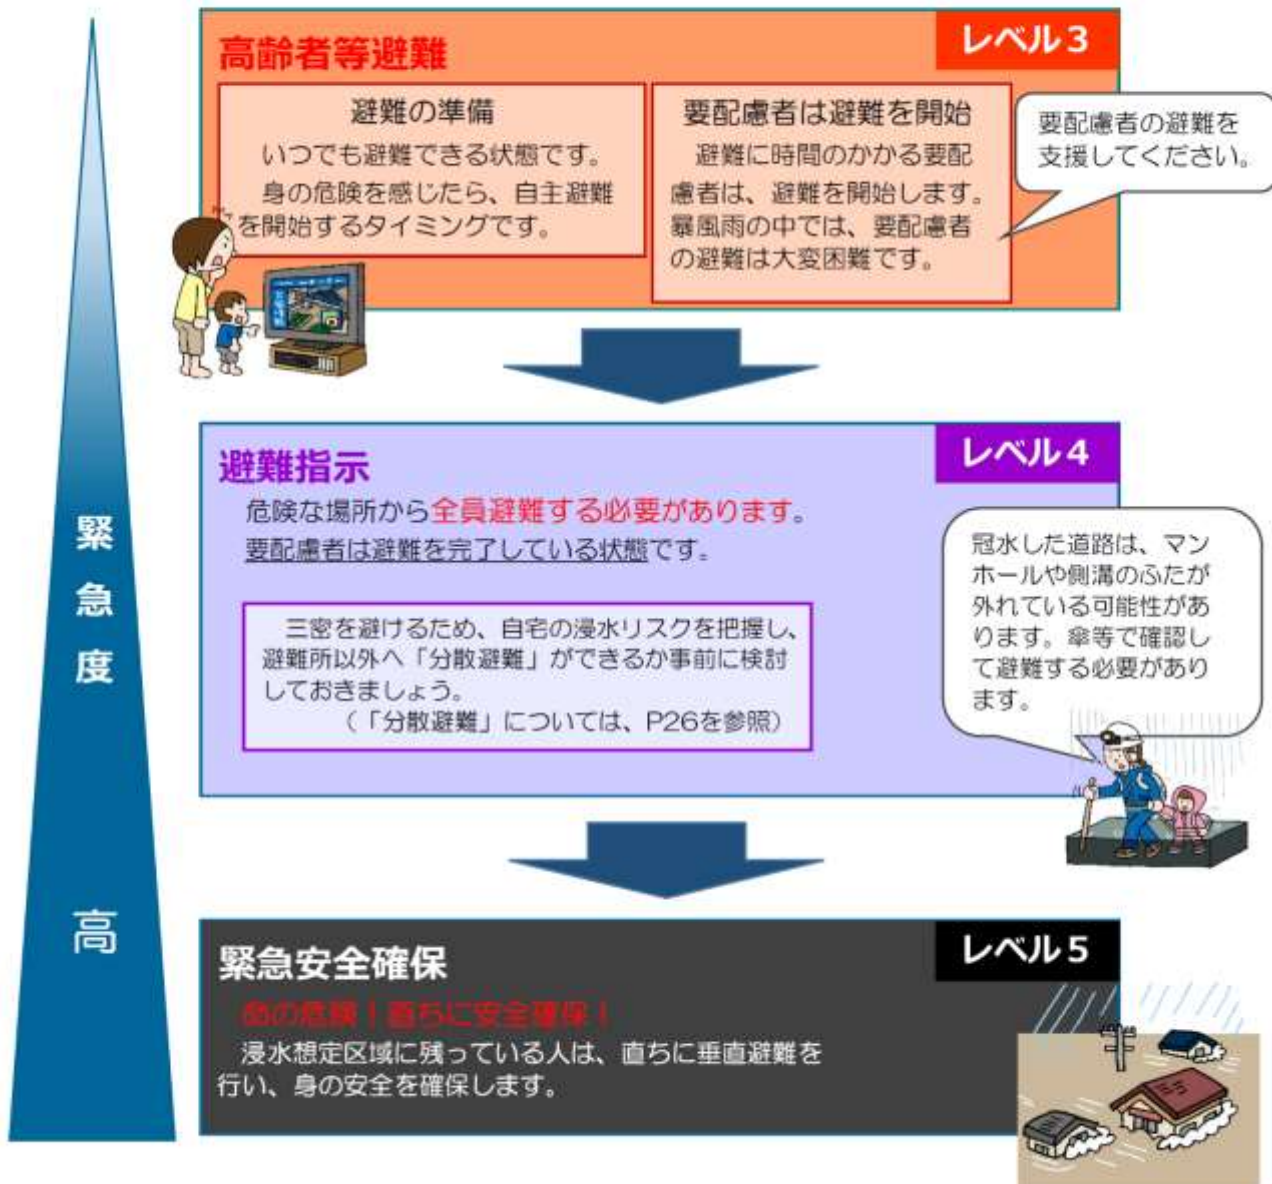 高齢者等避難
レベル3
避難の準備
いつでも避難できる状態です。
身の危険を感じたら、自主避難
を開始するタイミングです。
要配慮者は避難を開始
避難に時間のかかる要配
慮者は、避難を開始します。
暴風雨の中では、要配慮者
の避難は大変困難です。
要配慮者の避難を
支援してください。
緊急度
高
避難指示
レベル4
危険な場所から全員避難する必要があります。
要配慮者は避難を完了している状態です。
三密を避けるため、自宅の浸水リスクを把握し、
避難所以外へ「分散避難」ができるか事前に検討
しておきましょう。
(「分散避難」については、P26を参照)
冠水した道路は、マン
ホールや側溝のふたが
外れている可能性があ
ります。傘等で確認し
て避難する必要があり
ます。
緊急安全確保
レベル5
命の危険!直ちに安全確保!
浸水想定区域に残っている人は、直ちに垂直避難を
行い、身の安全を確保します。